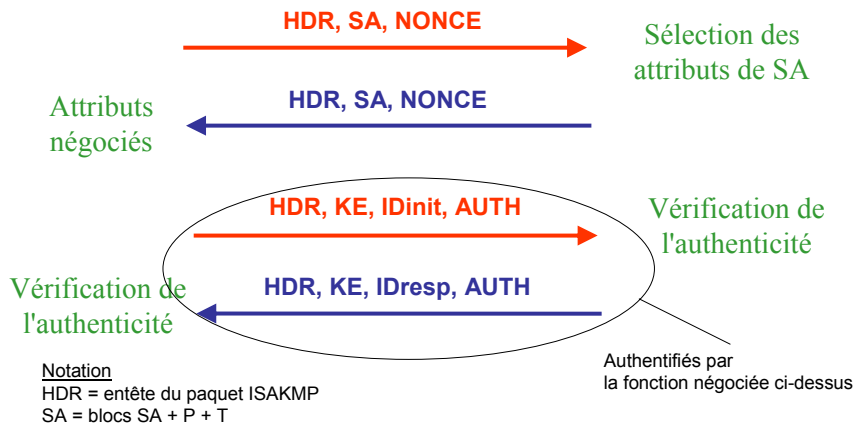 HDR, SA, NONCE
Sélection des
attributs de SA
HDR, SA, NONCE
Attributs
négociés
HDR, KE, IDinit, AUTH
Vérification de
l'authenticité
HDR, KE, IDresp, AUTH
Vérification de
l'authenticité
Authentifiés par
la fonction négociée ci-dessus
Notation
HDR = entête du paquet ISAKMP
SA = blocs SA + P + T